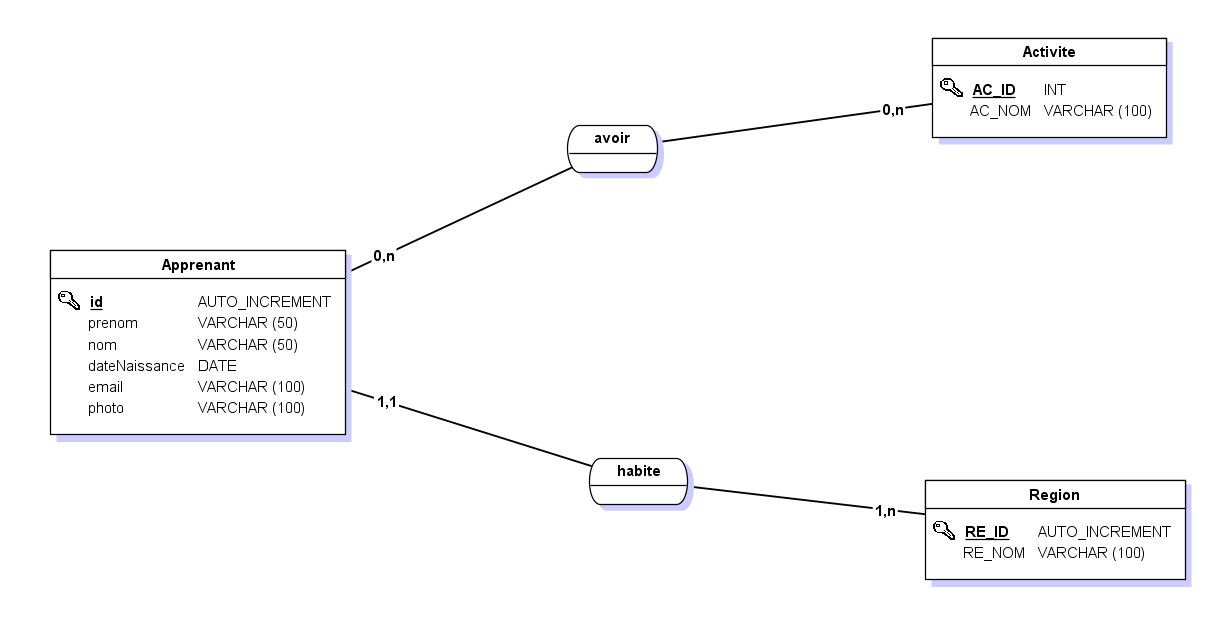 Activite
AC_ID INT
AC_NOM VARCHAR (100)
0,n
avoir
0,n
Apprenant
id AUTO_INCREMENT
prenom VARCHAR (50)
nom VARCHAR (50)
dateNaissance DATE
email VARCHAR (100)
photo VARCHAR (100)
1,1
habite
1,n
Region
RE_ID AUTO_INCREMENT
RE_NOM VARCHAR (100)